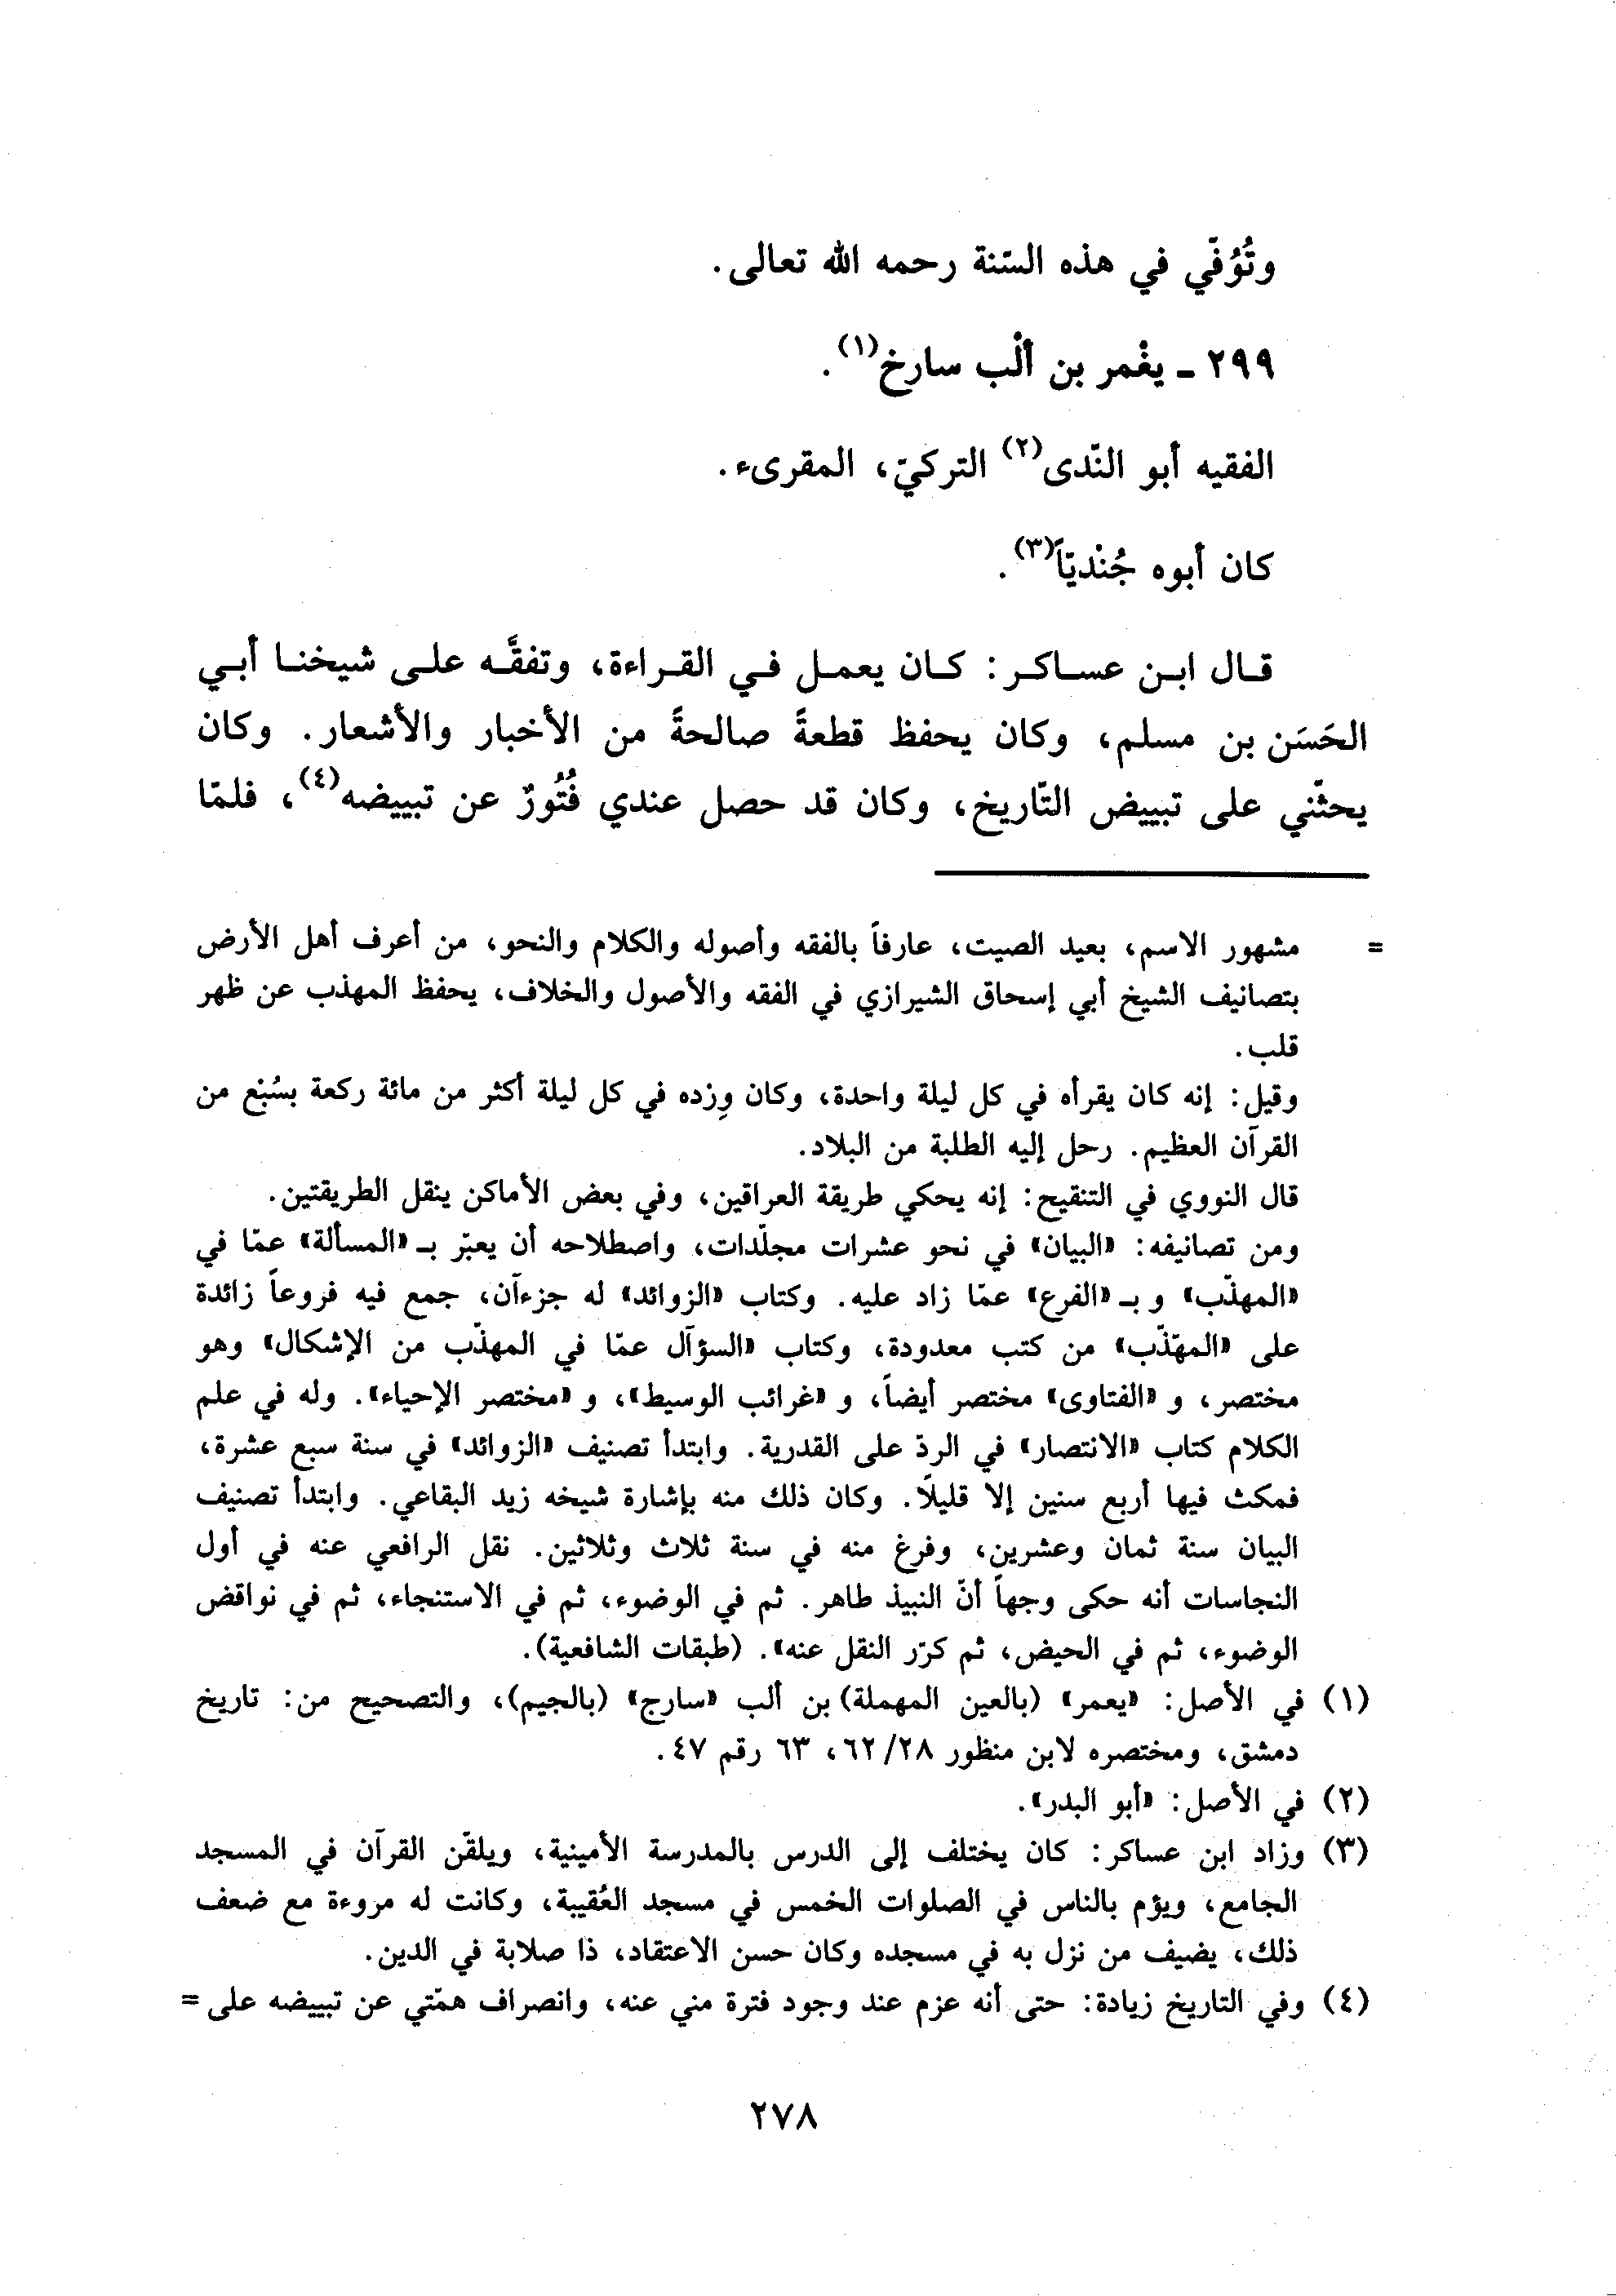 وتُوُفّي في هذه السّنة رحمه الله تعالى.
٢٩٩ ـ يغْمر بن ألْب سارخ(١).
الفقيه أبو النّدى(٢) التركيّ، المقرىء.
كان أبوه جُنْديّاً(٣).
قال ابن عساكر: كان يعمل في القراءة، وتفقَّه على شيخنا أبي
الحَسَن بن مسلم، وكان يحفظ قطعةً صالحةً من الأخبار والأشعار. وكان
يحثّني على تبييض التّاريخ، وكان قد حصل عندي فُتُورٌ عن تبييضه(٤)، فلمّا
= مشهور الاسم، بعيد الصيت، عارفاً بالفقه وأصوله والكلام والنحو، من أعرف أهل الأرض
بتصانيف الشيخ أبي إسحاق الشيرازي في الفقه والأصول والخلاف، يحفظ المهذب عن ظهر
قلب.
وقيل: إنه كان يقرأه في كل ليلة واحدة، وكان وِرْده في كل ليلة أكثر من مائة ركعة بسُبْع من
القرآن العظيم. رحل إليه الطلبة من البلاد.
قال النووي في التنقيح: إنه يحكي طريقة العراقين، وفي بعض الأماكن ينقل الطريقتين.
ومن تصانيفه: «البيان» في نحو عشرات مجلّدات، واصطلاحه أن يعبّر بـ «المسألة» عمّا في
«المهذّب» و بـ «الفرع» عمّا زاد عليه. وكتاب «الزوائد» له جزءآن، جمع فيه فروعاً زائدة
على «المهّذّب» من كتب معدودة، وكتاب «السؤآل عمّا في المهذّب من الإشكال» وهو
مختصر، و «الفتاوى» مختصر أيضاً، و «غرائب الوسيط»، و «مختصر الإحياء». وله في علم
الكلام كتاب «الانتصار» في الردّ على القدرية. وابتدأ تصنيف «الزوائد» في سنة سبع عشرة،
فمكث فيها أربع سنين إلا قليلًا. وكان ذلك منه بإشارة شيخه زيد البقاعي. وابتدأ تصنيف
البيان سنة ثمان وعشرين، وفرغ منه في سنة ثلاث وثلاثين. نقل الرافعي عنه في أول
النجاسات أنه حكى وجهاً أنّ النبيذ طاهر. ثم في الوضوء، ثم في الاستنجاء، ثم في نواقض
الوضوء، ثم في الحيض، ثم كرّر النقل عنه». (طبقات الشافعية).
(١) في الأصل: «يعمر» (بالعين المهملة) بن ألب «سارج» (بالجيم)، والتصحيح من: تاريخ
دمشق، ومختصره لابن منظور ٦٢/٢٨، ٦٣ رقم ٤٧.
(٢) في الأصل: «أبو البدر».
(٣) وزاد ابن عساكر: كان يختلف إلى الدرس بالمدرسة الأمينية، ويلقّن القرآن في المسجد
الجامع، ويؤم بالناس في الصلوات الخمس في مسجد العُقيبة، وكانت له مروءة مع ضعف
ذلك، يضيف من نزل به في مسجده وكان حسن الاعتقاد، ذا صلابة في الدين.
(٤) وفي التاريخ زيادة: حتى أنه عزم عند وجود فترة مني عنه، وانصراف همّتي عن تبييضه على =
٢٧٨